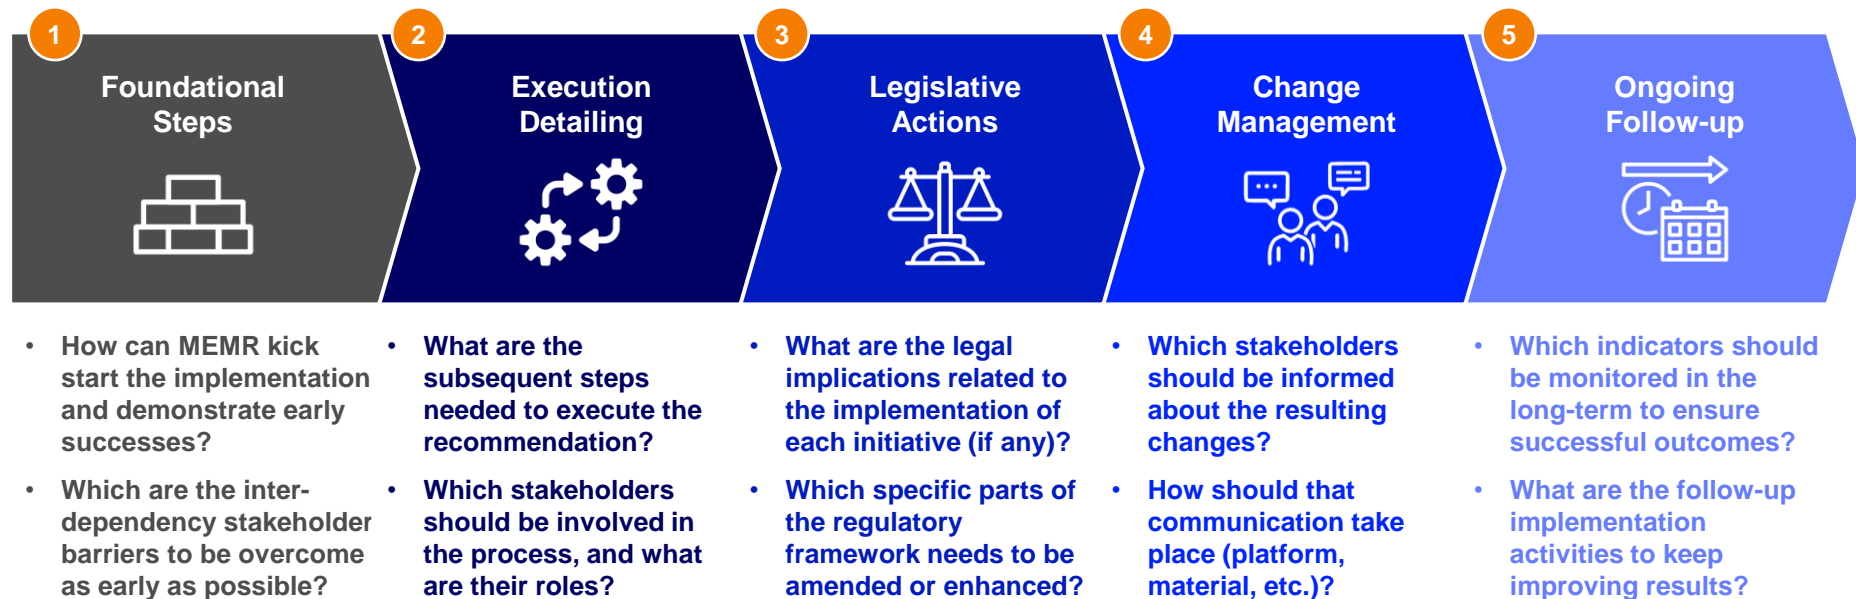 1
Foundational
Steps
• How can MEMR kick
start the implementation
and demonstrate early
successes?
• Which are the inter-
dependency stakeholder
barriers to be overcome
as early as possible?
2
Execution
Detailing
• What are the
subsequent steps
needed to execute the
recommendation?
• Which stakeholders
should be involved in
the process, and what
are their roles?
3
Legislative
Actions
• What are the legal
implications related to
the implementation of
each initiative (if any)?
• Which specific parts of
the regulatory
framework needs to be
amended or enhanced?
4
Change
Management
• Which stakeholders
should be informed
about the resulting
changes?
• How should that
communication take
place (platform,
material, etc.)?
5
Ongoing
Follow-up
• Which indicators should
be monitored in the
long-term to ensure
successful outcomes?
• What are the follow-up
implementation
activities to keep
improving results?